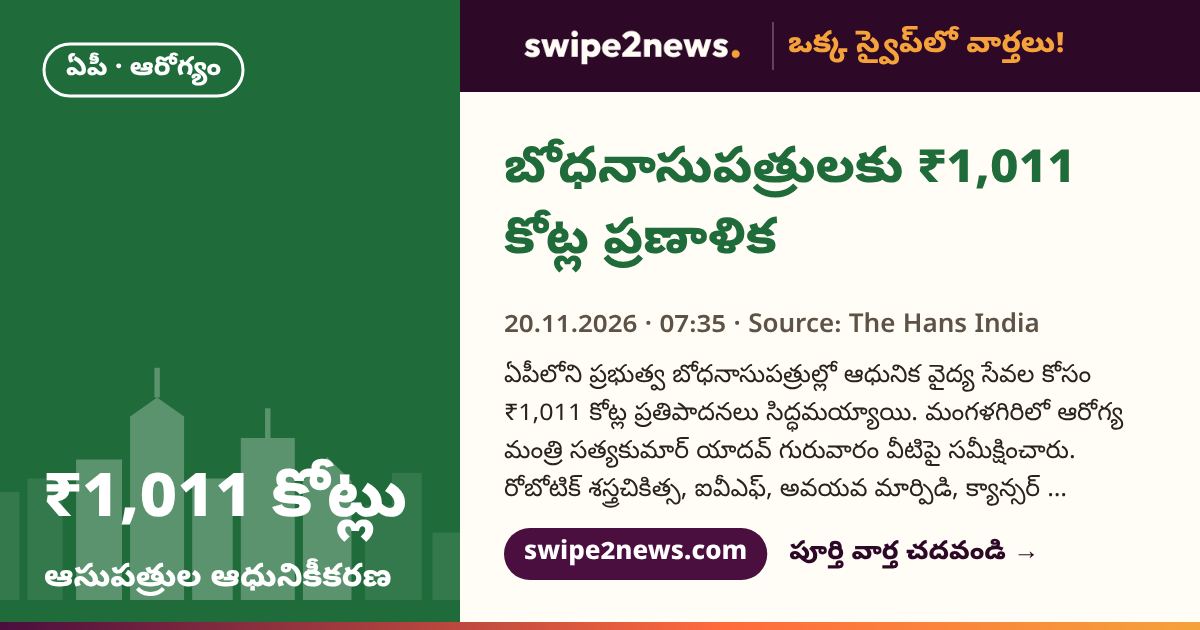 ఏపీ · ఆరోగ్యం
₹1,011 కోట్లు
ఆసుపత్రుల ఆధునికీకరణ
swipe2news. ఒక్క స్వైప్‌లో వార్తలు!
బోధనాసుపత్రులకు ₹1,011
కోట్ల ప్రణాళిక
20.11.2026 · 07:35 · Source: The Hans India
ఏపీలోని ప్రభుత్వ బోధనాసుపత్రుల్లో ఆధునిక వైద్య సేవల కోసం
₹1,011 కోట్ల ప్రతిపాదనలు సిద్ధమయ్యాయి. మంగళగిరిలో ఆరోగ్య
మంత్రి సత్యకుమార్ యాదవ్ గురువారం వీటిపై సమీక్షించారు.
రోబోటిక్ శస్త్రచికిత్స, ఐవీఎఫ్, అవయవ మార్పిడి, క్యాన్సర్ ...
swipe2news.com పూర్తి వార్త చదవండి →